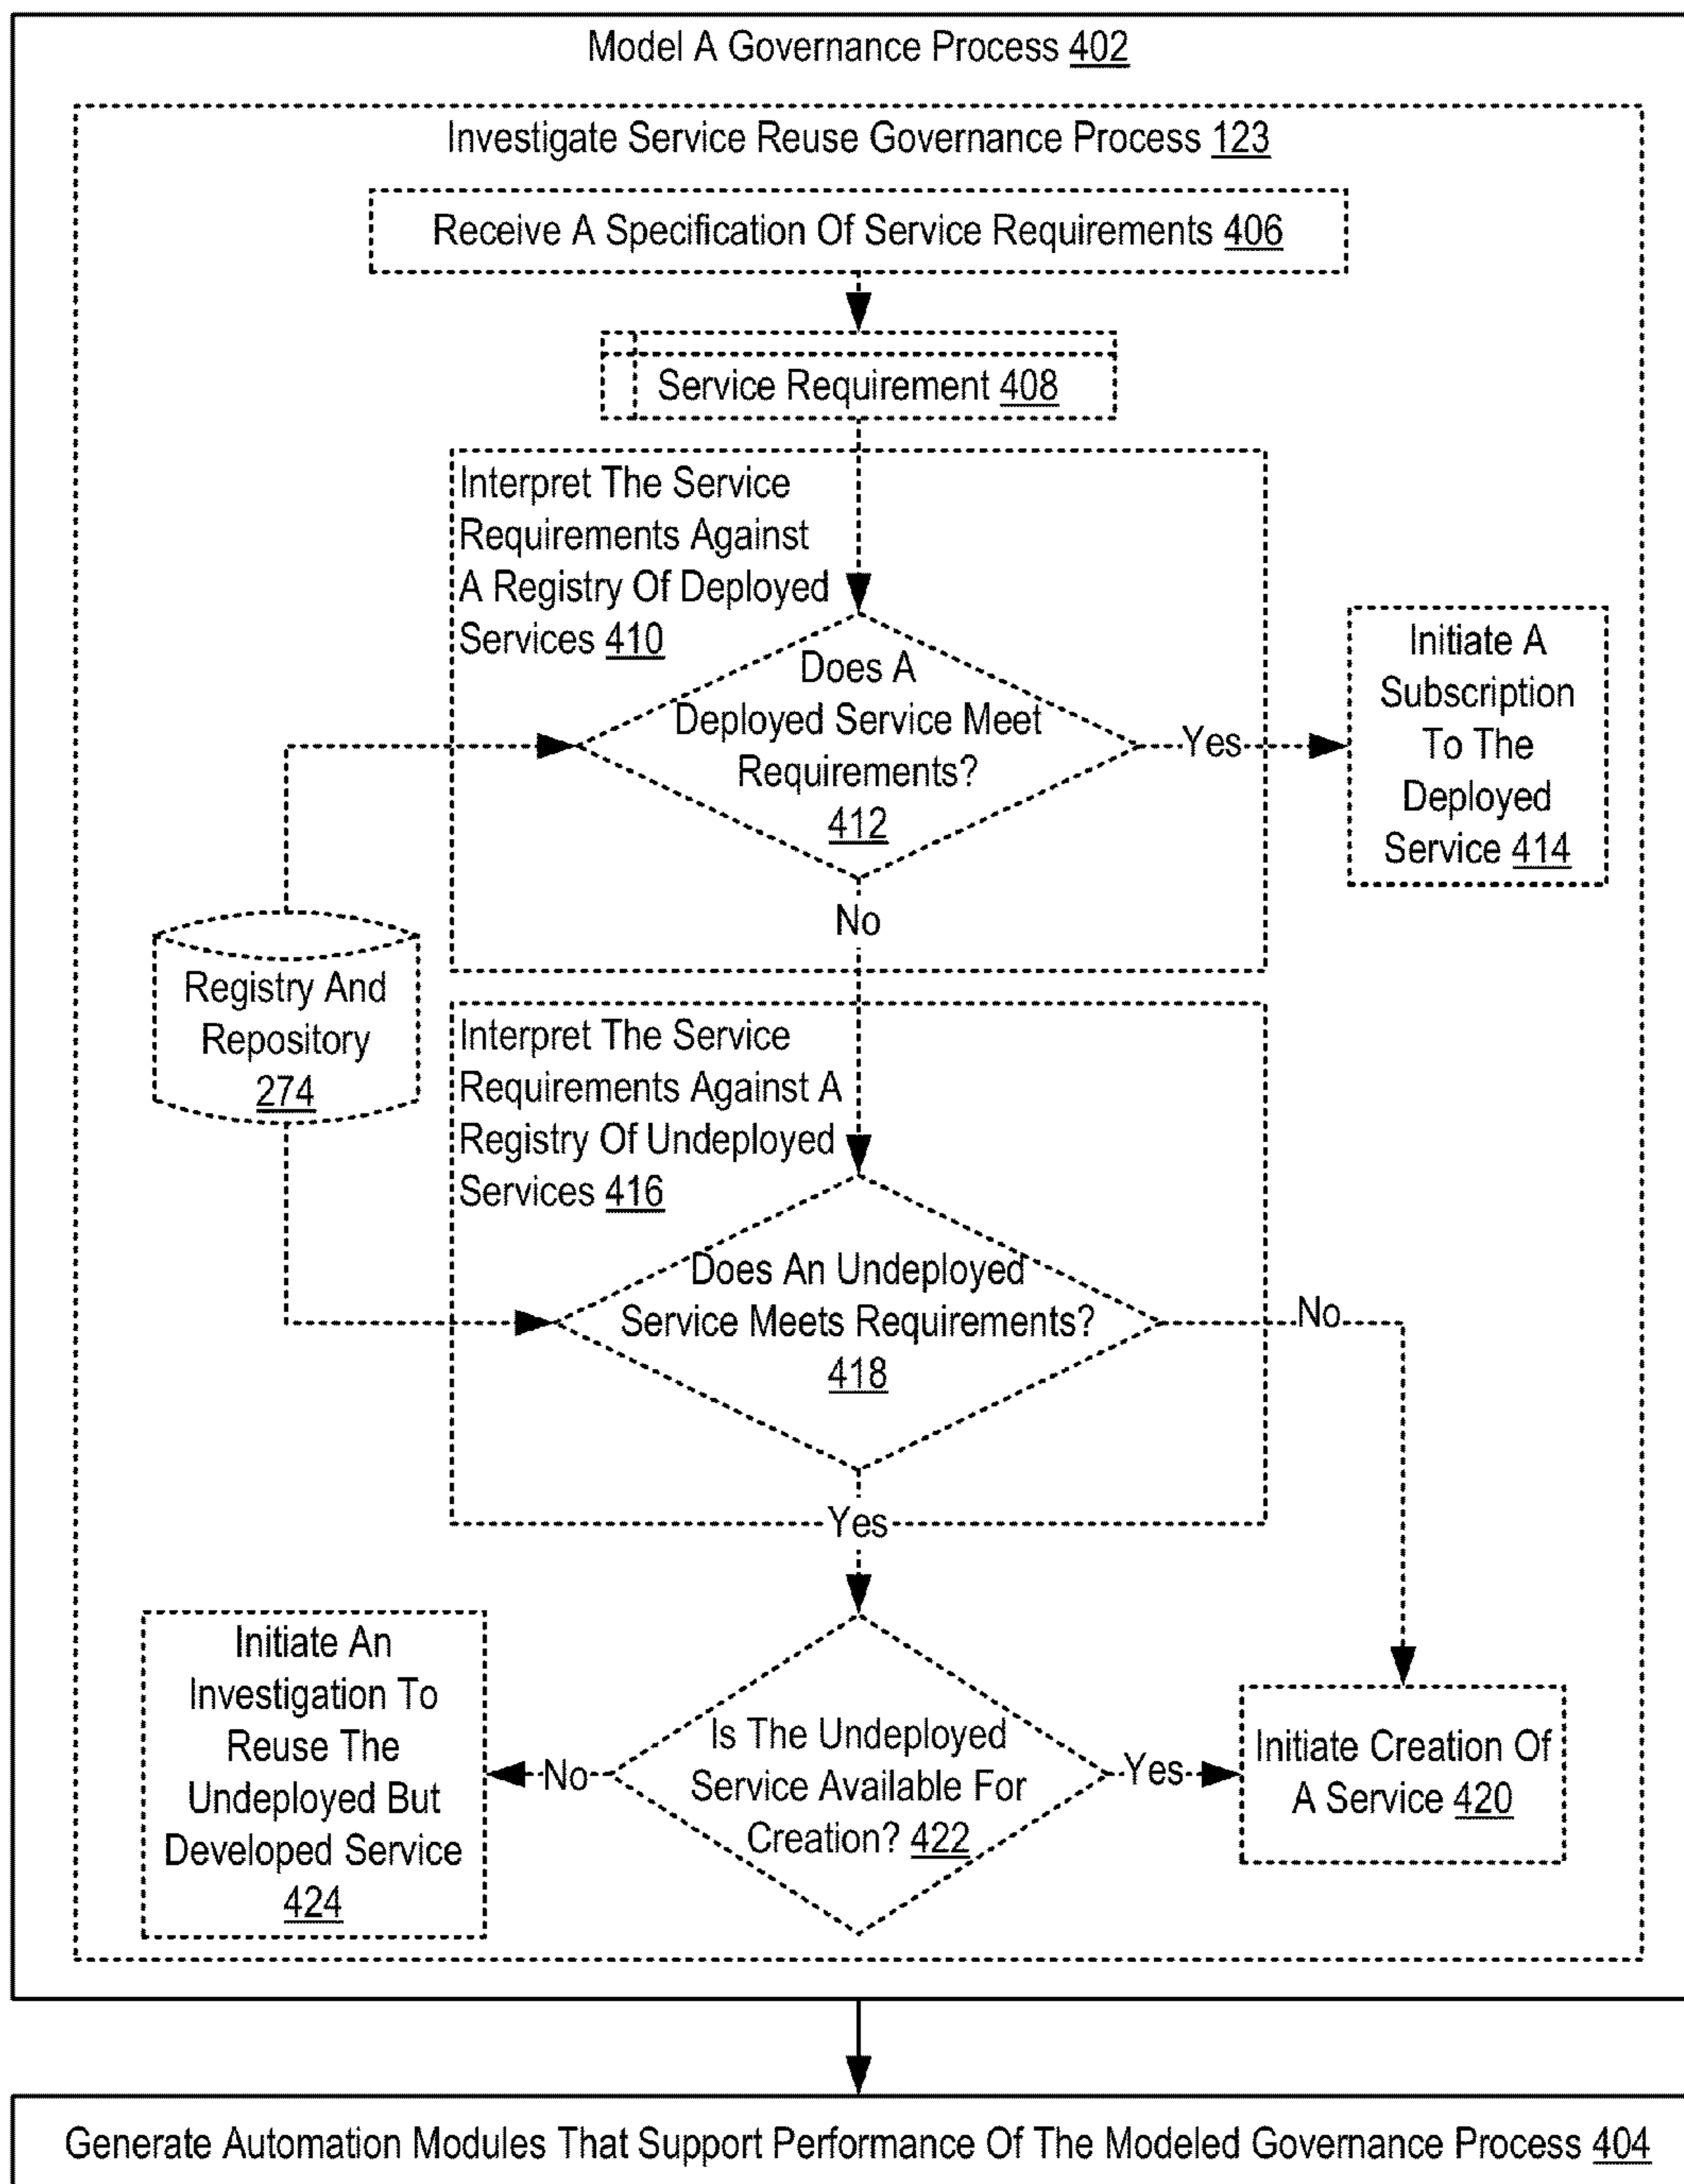 Model A Governance Process 402
Investigate Service Reuse Governance Process 123
Receive A Specification Of Service Requirements 406
Service Requirement 408
Interpret The Service
Requirements Against
A Registry Of Deployed
Services 410
Does A
Deployed Service Meet
Requirements?
412
Yes
Initiate A
Subscription
To The
Deployed
Service 414
No
Registry And
Repository
274
Interpret The Service
Requirements Against A
Registry Of Undeployed
Services 416
Does An Undeployed
Service Meets Requirements?
418
No
Yes
Initiate An
Investigation To
Reuse The
Undeployed But
Developed Service
424
No
Is The Undeployed
Service Available For
Creation? 422
Yes
Initiate Creation Of
A Service 420
Generate Automation Modules That Support Performance Of The Modeled Governance Process 404